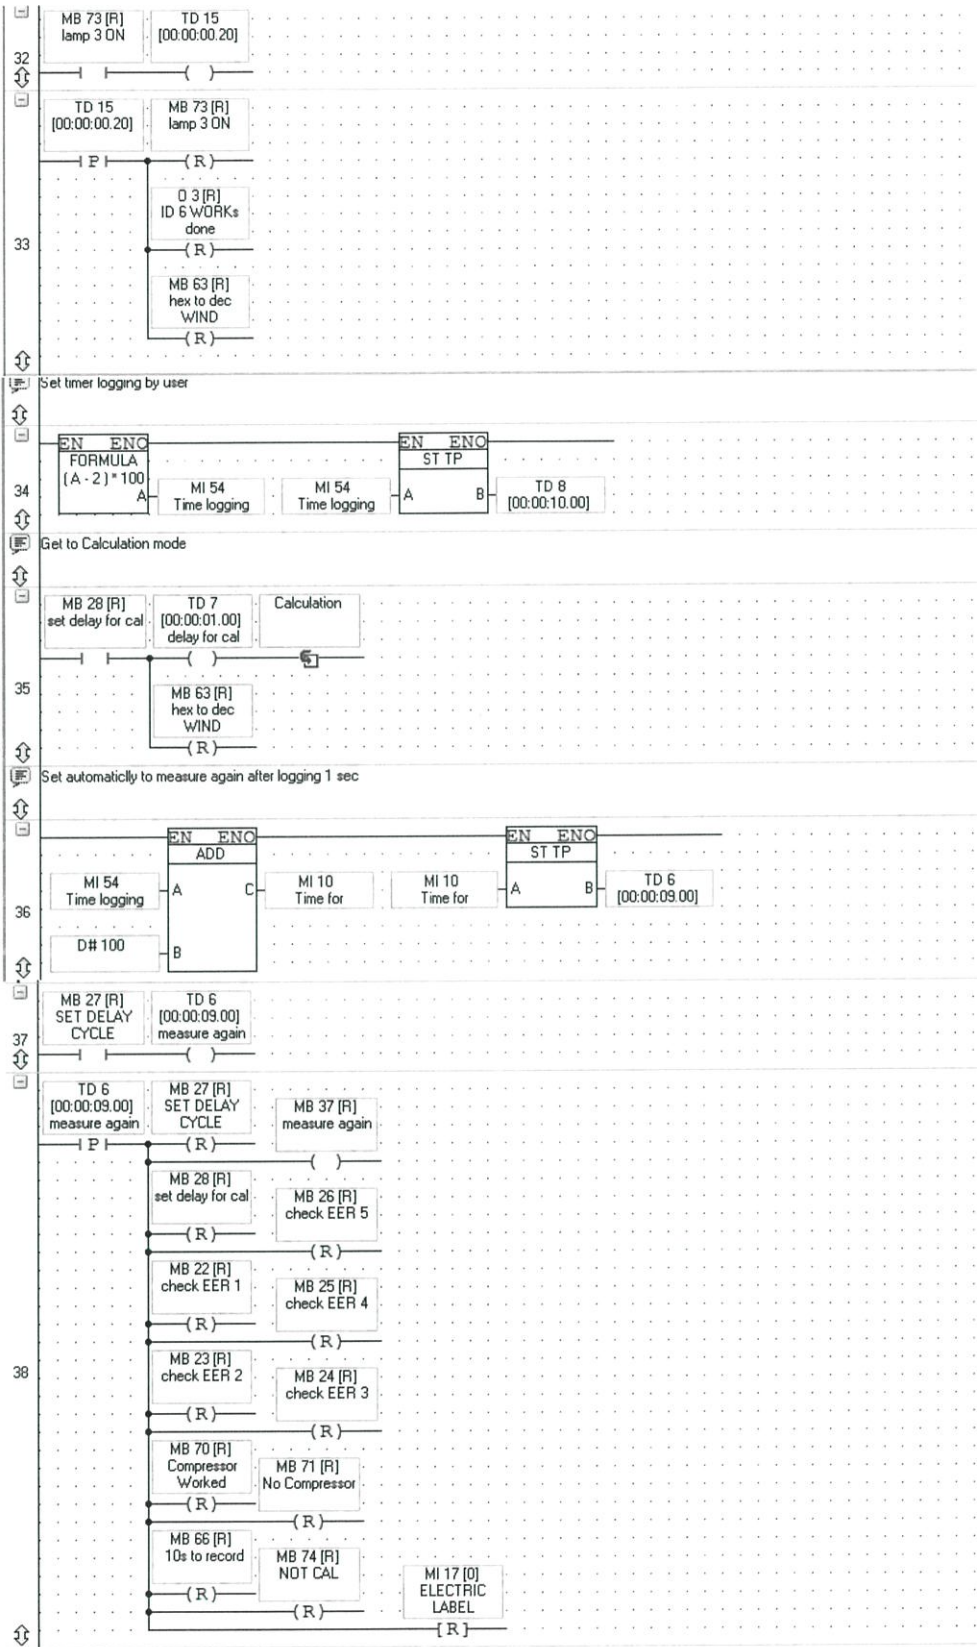 MB 73 [R]
lamp 3 ON
TD 15
[00:00:00.20]
32
TD 15
[00:00:00.20]
MB 73 [R]
lamp 3 ON
P
(R)
O 3 [R]
ID 6 WORKs
done
(R)
33
MB 63 [R]
hex to dec
WIND
(R)
Set timer logging by user
EN ENO
FORMULA
(A - 2) * 100
A
MI 54
Time logging
MI 54
Time logging
EN ENO
ST TP
A B
TD 8
[00:00:10.00]
34
Get to Calculation mode
MB 28 [R]
set delay for cal
TD 7
[00:00:01.00]
delay for cal
Calculation
35
MB 63 [R]
hex to dec
WIND
(R)
Set automaticlly to measure again after logging 1 sec
EN ENO
ADD
MI 54
Time logging
A C
MI 10
Time for
MI 10
Time for
EN ENO
ST TP
A B
TD 6
[00:00:09.00]
36
D# 100
B
MB 27 [R]
SET DELAY
CYCLE
TD 6
[00:00:09.00]
measure again
37
TD 6
[00:00:09.00]
measure again
P
MB 27 [R]
SET DELAY
CYCLE
(R)
MB 37 [R]
measure again
MB 28 [R]
set delay for cal
(R)
MB 26 [R]
check EER 5
(R)
MB 22 [R]
check EER 1
(R)
MB 25 [R]
check EER 4
(R)
38
MB 23 [R]
check EER 2
(R)
MB 24 [R]
check EER 3
(R)
MB 70 [R]
Compressor
Worked
(R)
MB 71 [R]
No Compressor
(R)
MB 66 [R]
10s to record
(R)
MB 74 [R]
NOT CAL
(R)
MI 17 [0]
ELECTRIC
LABEL
[R]